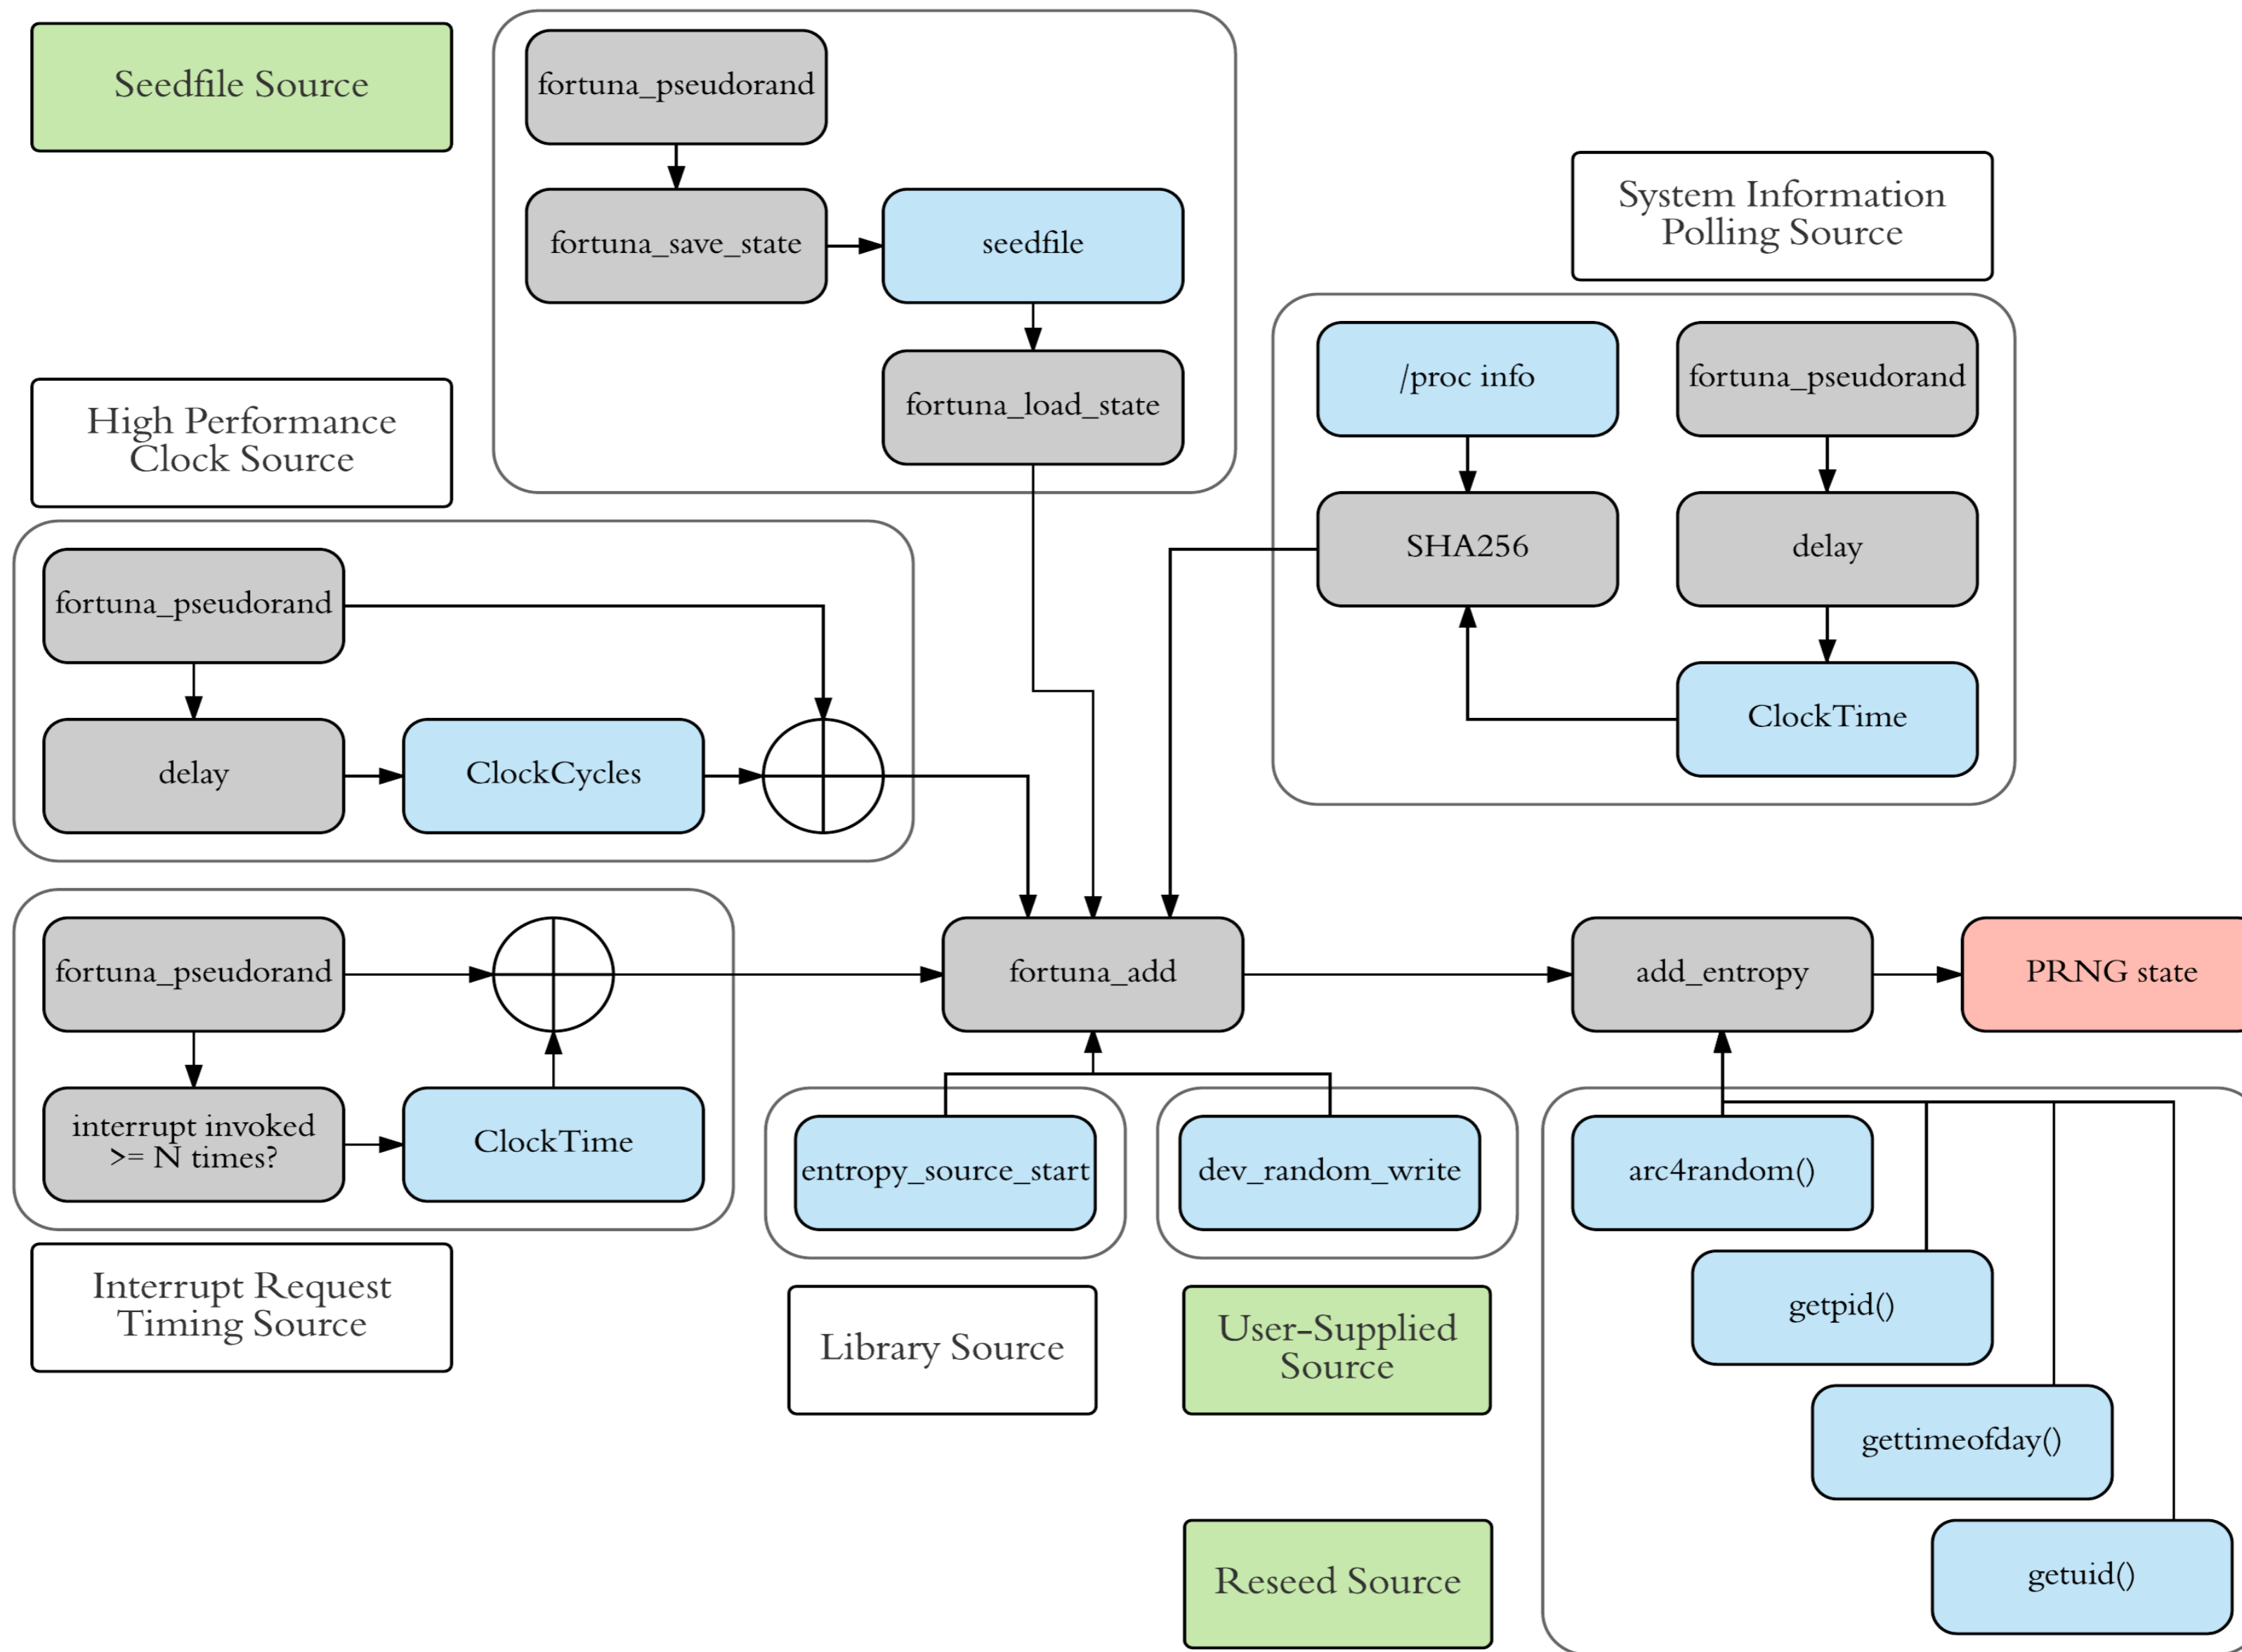 Seedfile Source
fortuna_pseudorand
fortuna_save_state
seedfile
fortuna_load_state
System Information
Polling Source
/proc info
fortuna_pseudorand
SHA256
delay
ClockTime
High Performance
Clock Source
fortuna_pseudorand
delay
ClockCycles
fortuna_pseudorand
interrupt invoked
>= N times?
ClockTime
Interrupt Request
Timing Source
fortuna_add
add_entropy
PRNG state
entropy_source_start
dev_random_write
Library Source
User-Supplied
Source
arc4random()
getpid()
gettimeofday()
getuid()
Reseed Source